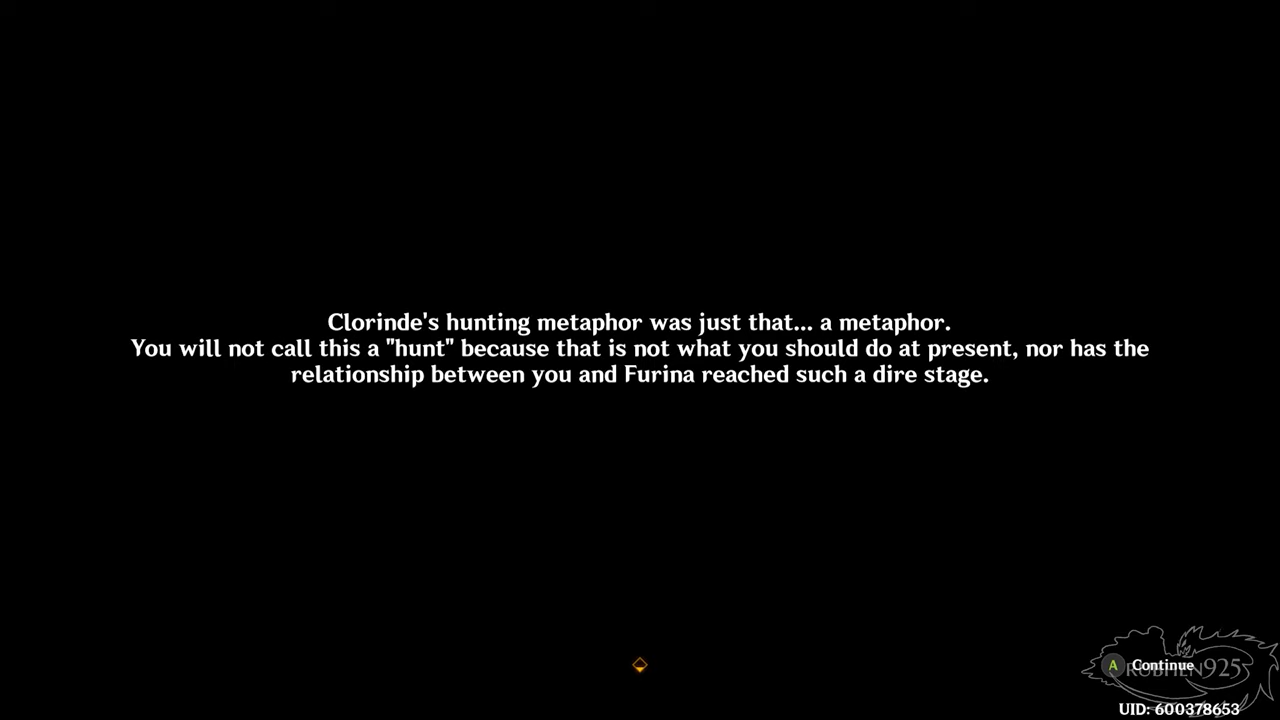 Clorinde's hunting metaphor was just that... a metaphor.
You will not call this a "hunt" because that is not what you should do at present, nor has the
relationship between you and Furina reached such a dire stage.
A Continue
RUBHEN925
UID: 600378653